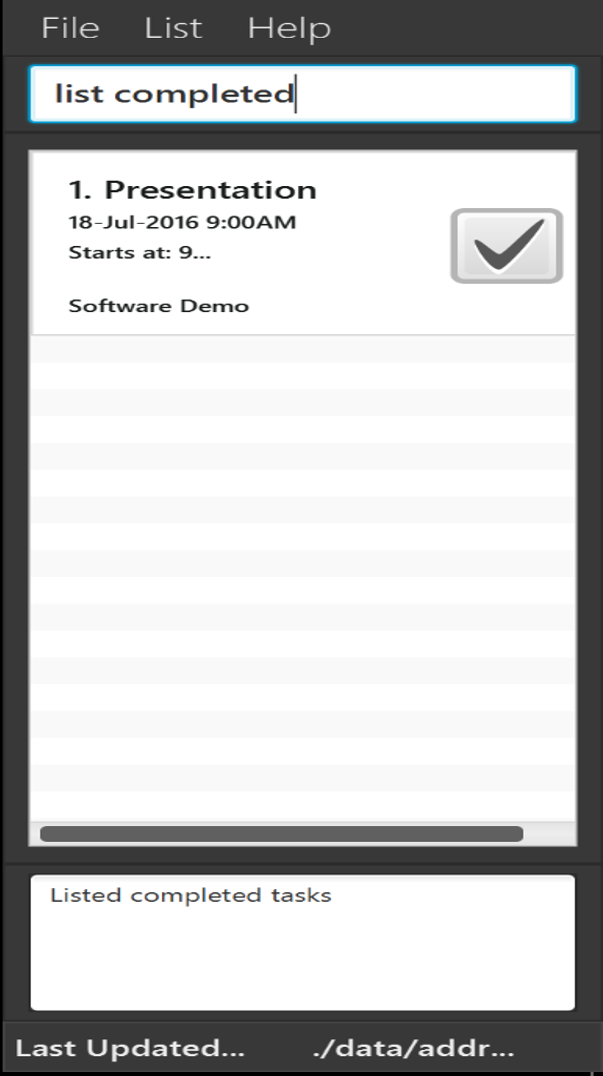 File List Help
list completed
1. Presentation
18-Jul-2016 9:00AM
Starts at: 9...
Software Demo
Listed completed tasks
Last Updated... ./data/addr...